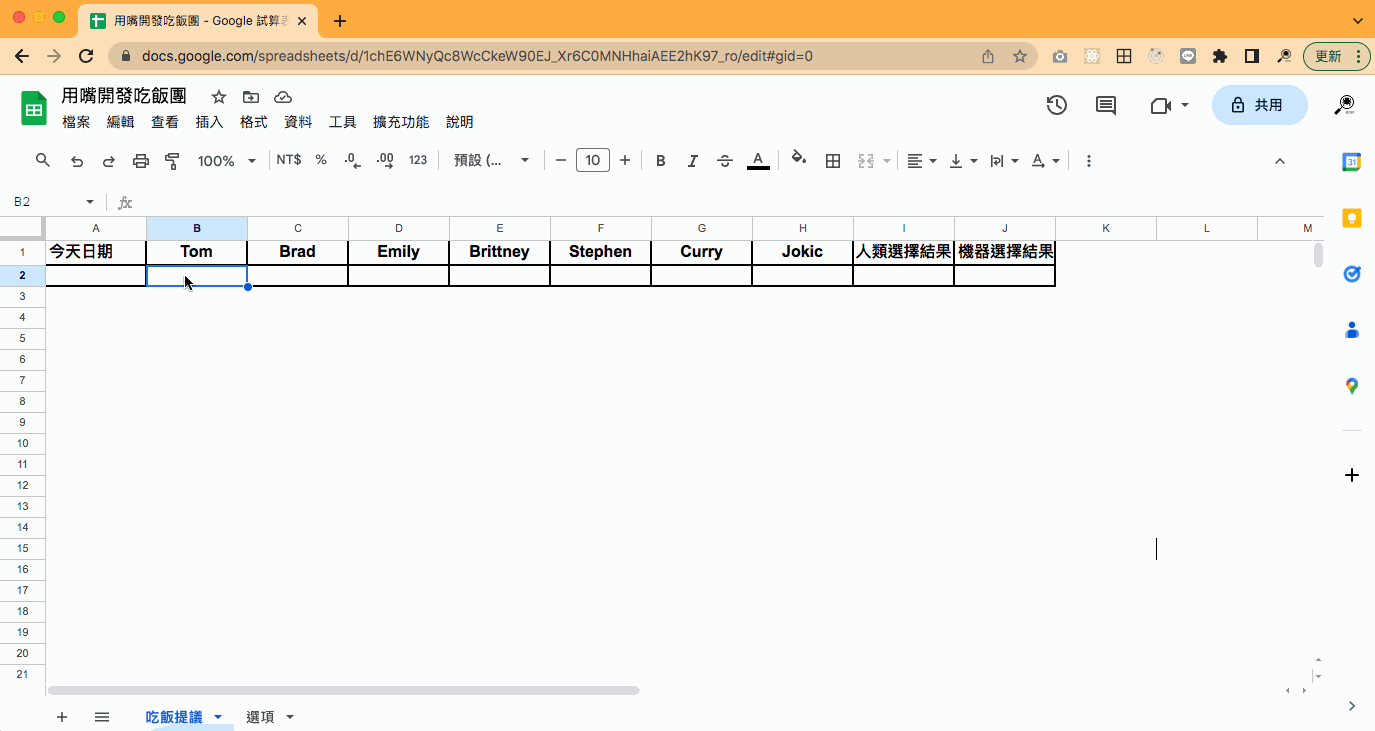 用嘴開發吃飯團 - Google 試算表
docs.google.com/spreadsheets/d/1chE6WNyQc8WcCkeW90EJ_Xr6C0MNHhaiAEE2hK97_ro/edit#gid=0
更新
用嘴開發吃飯團
檔案 編輯 查看 插入 格式 資料 工具 擴充功能 說明
共用
100% NT$ % .0 .00 123 預設 (... 10 B I S A A
31
B2 fx
A B C D E F G H I J K L M
1 今天日期 Tom Brad Emily Brittney Stephen Curry Jokic 人類選擇結果 機器選擇結果
2
3
4
5
6
7
8
9
10
11
12
13
14
15
16
17
18
19
20
21
吃飯提議 選項